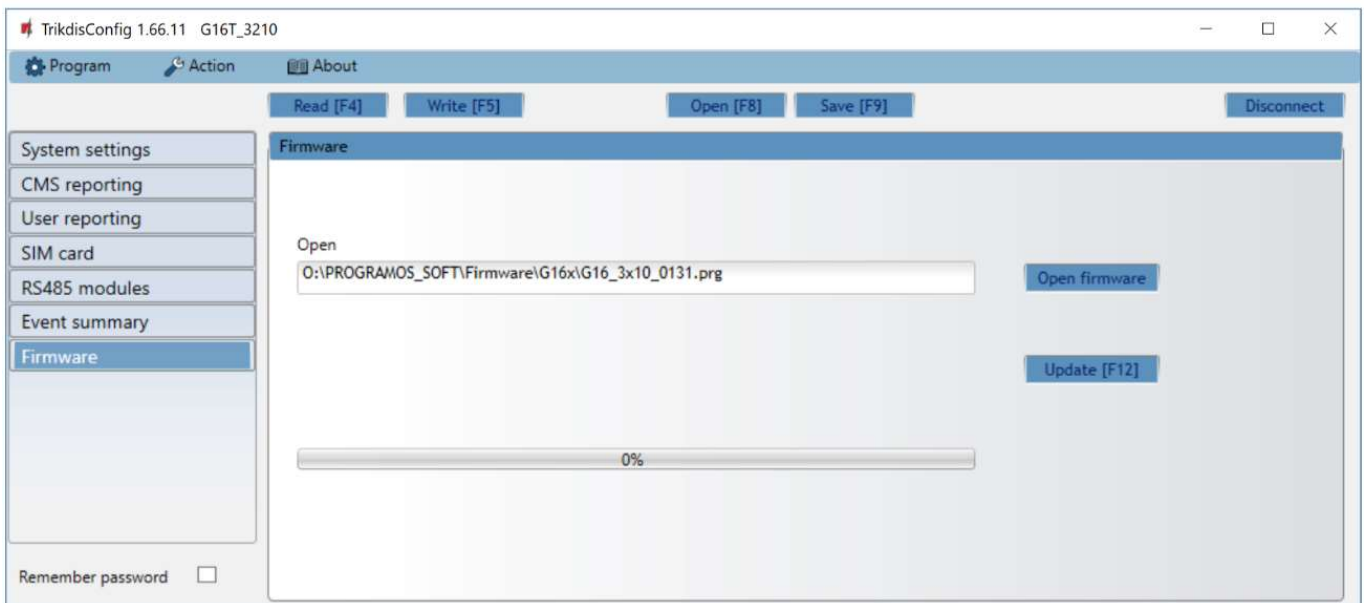 TrikdisConfig 1.66.11 G16T_3210
Program Action About
Read [F4] Write [F5] Open [F8] Save [F9] Disconnect
System settings
CMS reporting
User reporting
SIM card
RS485 modules
Event summary
Firmware
Remember password
Firmware
Open
O:\PROGRAMOS_SOFT\Firmware\G16x\G16_3x10_0131.prg
Open firmware
Update [F12]
0%